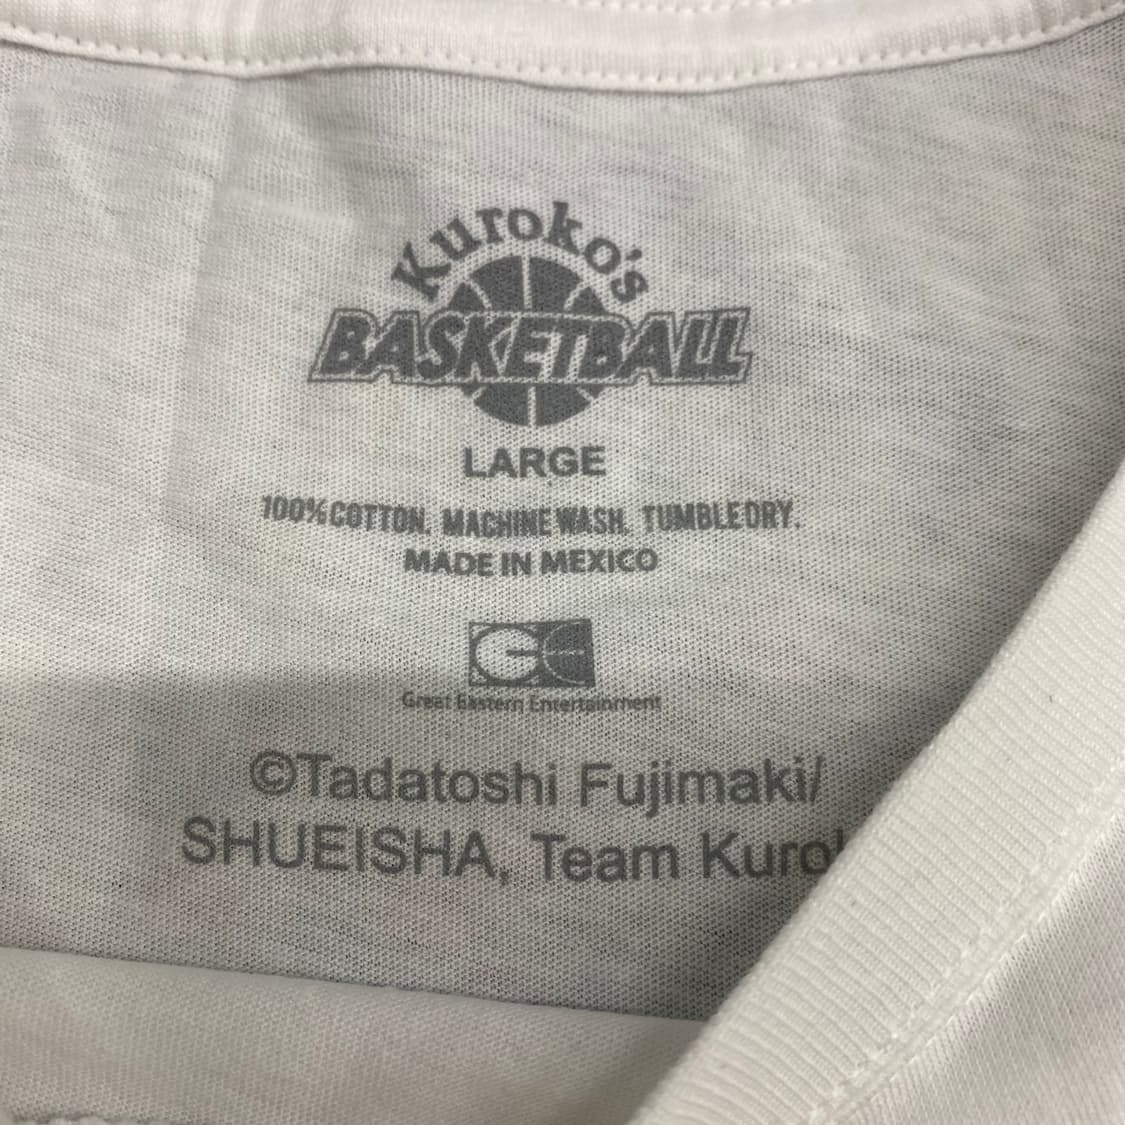 Kuroko's
BASKETBALL
LARGE
100% COTTON. MACHINE WASH. TUMBLE DRY.
MADE IN MEXICO
GE
Great Eastern Entertainment
©Tadatoshi Fujimaki/
SHUEISHA, Team